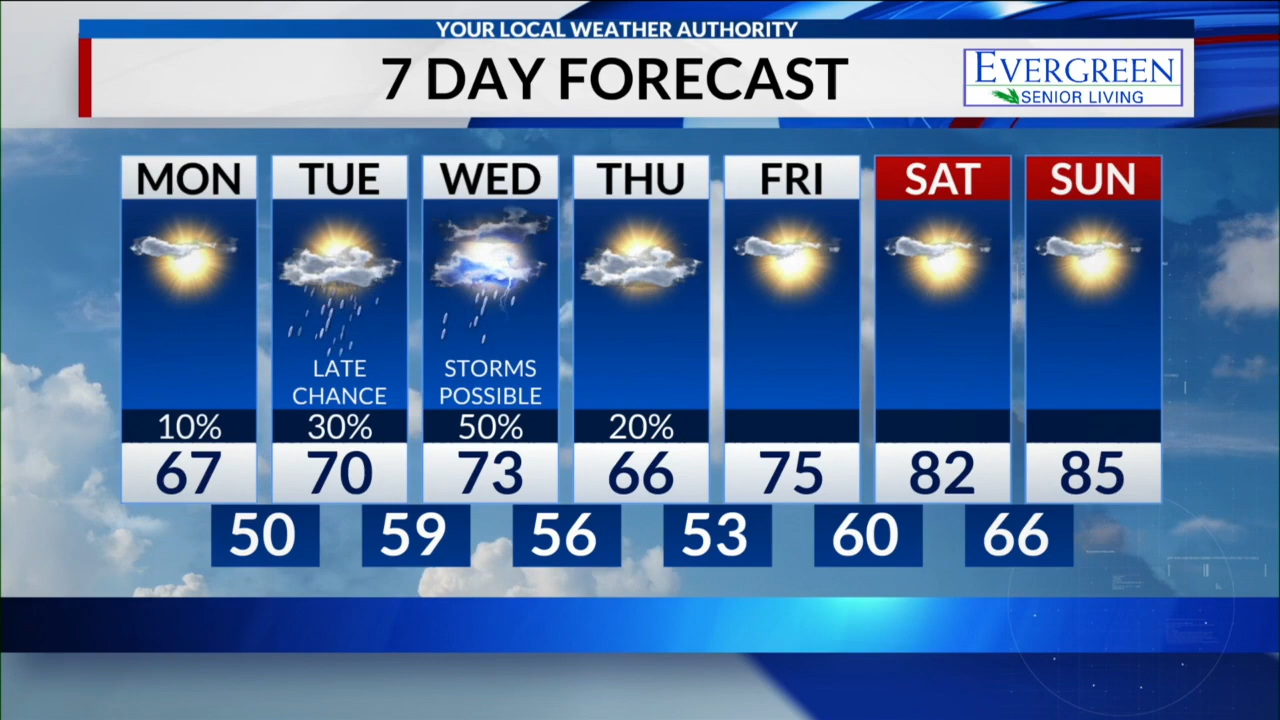 YOUR LOCAL WEATHER AUTHORITY
7 DAY FORECAST
EVERGREEN
SENIOR LIVING
MON TUE WED THU FRI SAT SUN
LATE CHANCE
STORMS POSSIBLE
10% 30% 50% 20%
67 70 73 66 75 82 85
50 59 56 53 60 66